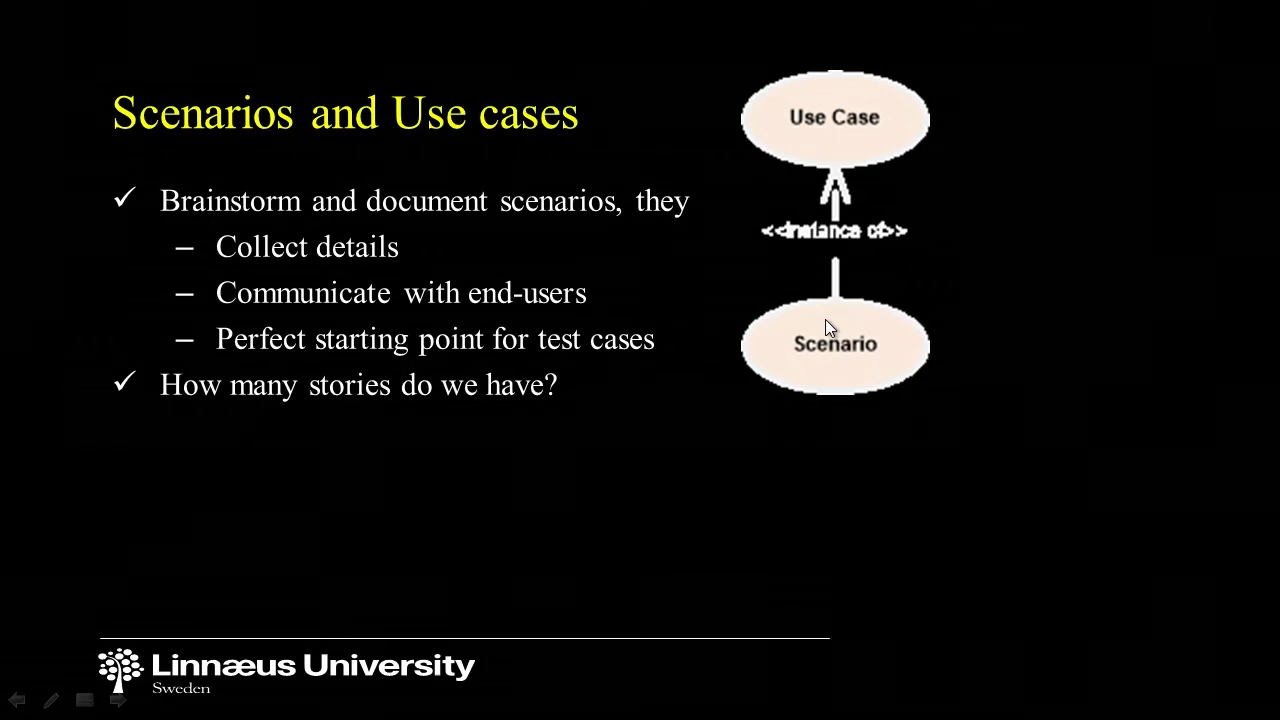 Scenarios and Use cases
✓ Brainstorm and document scenarios, they
– Collect details
– Communicate with end-users
– Perfect starting point for test cases
✓ How many stories do we have?
Use Case
<<instance of>>
Scenario
Linnæus University
Sweden